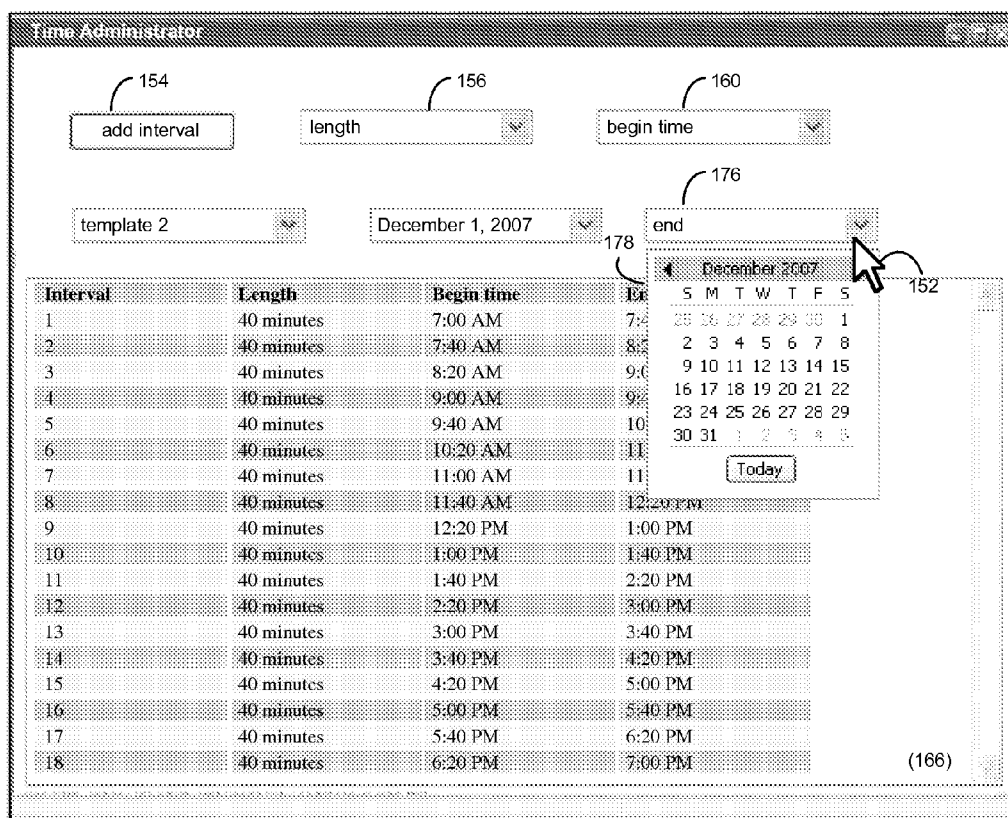 Time Administrator
154
156
160
add interval
length
begin time
176
template 2
December 1, 2007
end
178
152
December 2007
S M T W T F S
25 26 27 28 29 30 1
2 3 4 5 6 7 8
9 10 11 12 13 14 15
16 17 18 19 20 21 22
23 24 25 26 27 28 29
30 31 1 2 3 4 5
Today
Interval Length Begin time
1 40 minutes 7:00 AM
2 40 minutes 7:40 AM
3 40 minutes 8:20 AM
4 40 minutes 9:00 AM
5 40 minutes 9:40 AM 10
6 40 minutes 10:20 AM 11
7 40 minutes 11:00 AM 11
8 40 minutes 11:40 AM 12:20 PM
9 40 minutes 12:20 PM 1:00 PM
10 40 minutes 1:00 PM 1:40 PM
11 40 minutes 1:40 PM 2:20 PM
12 40 minutes 2:20 PM 3:00 PM
13 40 minutes 3:00 PM 3:40 PM
14 40 minutes 3:40 PM 4:20 PM
15 40 minutes 4:20 PM 5:00 PM
16 40 minutes 5:00 PM 5:40 PM
17 40 minutes 5:40 PM 6:20 PM
18 40 minutes 6:20 PM 7:00 PM
(166)